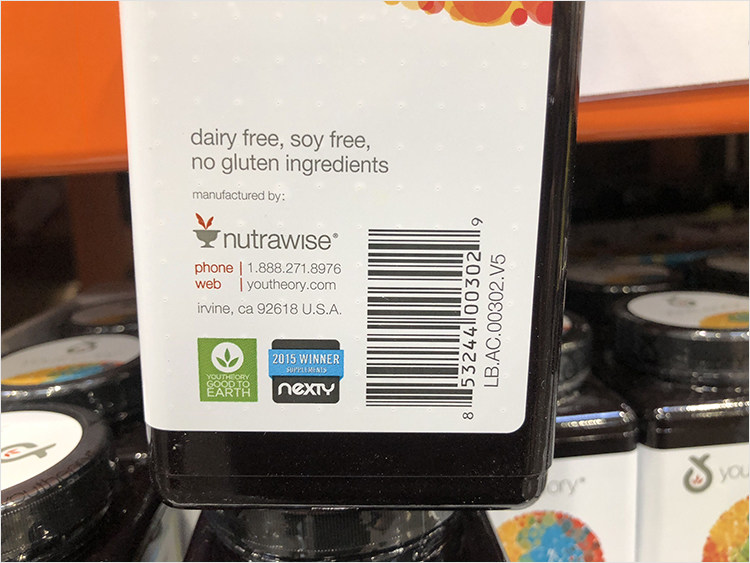 dairy free, soy free,
no gluten ingredients
manufactured by:
nutrawise®
phone | 1.888.271.8976
web | youtheory.com
irvine, ca 92618 U.S.A.
YOUTHEORY
GOOD TO
EARTH
2015 WINNER
SUPPLEMENTS
nexty
8 53244 00302 9
LB.AC.00302.V5